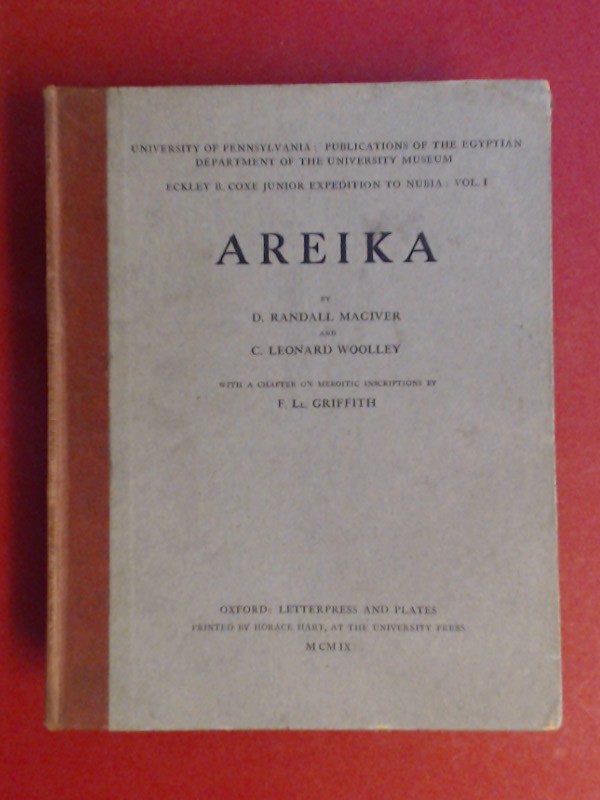 UNIVERSITY OF PENNSYLVANIA : PUBLICATIONS OF THE EGYPTIAN
DEPARTMENT OF THE UNIVERSITY MUSEUM
ECKLEY B. COXE JUNIOR EXPEDITION TO NUBIA : VOL. I
AREIKA
BY
D. RANDALL MACIVER
AND
C. LEONARD WOOLLEY
WITH A CHAPTER ON MEROITIC INSCRIPTIONS BY
F. LL. GRIFFITH
OXFORD: LETTERPRESS AND PLATES
PRINTED BY HORACE HART, AT THE UNIVERSITY PRESS
MCMIX